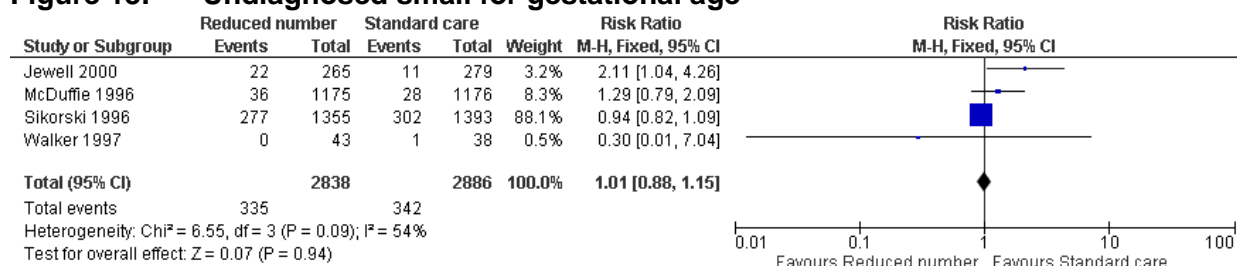 Figure 15. Undiagnosed small for gestational age
Reduced number Standard care Risk Ratio Risk Ratio
Study or Subgroup Events Total Events Total Weight M-H, Fixed, 95% CI M-H, Fixed, 95% CI
Jewell 2000 22 265 11 279 3.2% 2.11 [1.04, 4.26]
McDuffie 1996 36 1175 28 1176 8.3% 1.29 [0.79, 2.09]
Sikorski 1996 277 1355 302 1393 88.1% 0.94 [0.82, 1.09]
Walker 1997 0 43 1 38 0.5% 0.30 [0.01, 7.04]
Total (95% CI) 2838 2886 100.0% 1.01 [0.88, 1.15]
Total events 335 342
Heterogeneity: Chi² = 6.55, df = 3 (P = 0.09); I² = 54%
Test for overall effect: Z = 0.07 (P = 0.94)
0.01 0.1 1 10 100
Favours Reduced number Favours Standard care